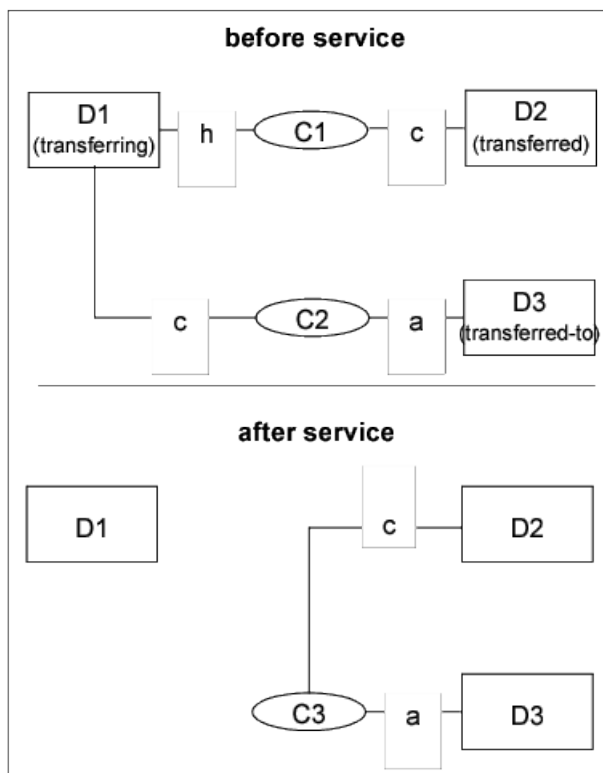 before service
D1
(transferring)
h
C1
c
D2
(transferred)
c
C2
a
D3
(transferred-to)
after service
D1
c
D2
C3
a
D3